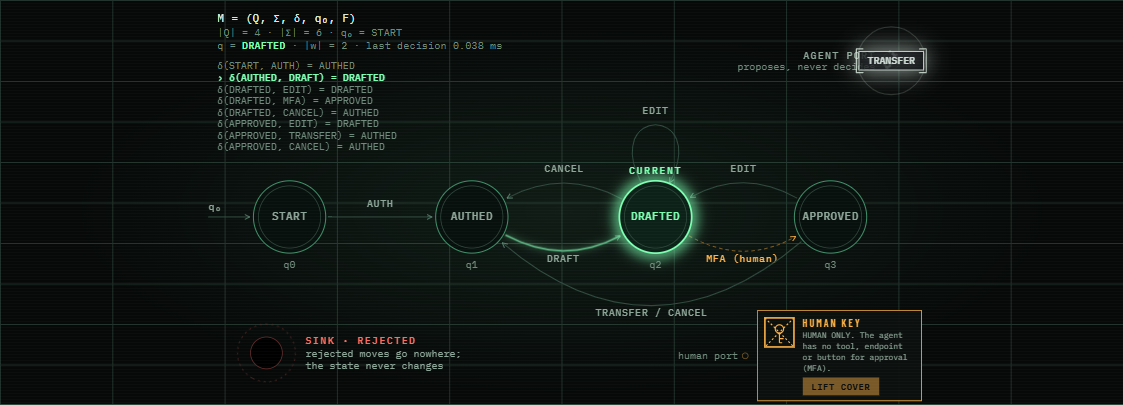 M = (Q, Σ, δ, q₀, F)
|Q| = 4 · |Σ| = 6 · q₀ = START
q = DRAFTED · |w| = 2 · last decision 0.038 ms
δ(START, AUTH) = AUTHED
› δ(AUTHED, DRAFT) = DRAFTED
δ(DRAFTED, EDIT) = DRAFTED
δ(DRAFTED, MFA) = APPROVED
δ(DRAFTED, CANCEL) = AUTHED
δ(APPROVED, EDIT) = DRAFTED
δ(APPROVED, TRANSFER) = AUTHED
δ(APPROVED, CANCEL) = AUTHED
AGENT
proposes, never
TRANSFER
EDIT
CANCEL
CURRENT
EDIT
q₀
START
AUTH
AUTHED
DRAFTED
APPROVED
DRAFT
MFA (human)
q0
q1
q2
q3
TRANSFER / CANCEL
SINK · REJECTED
rejected moves go nowhere;
the state never changes
human port
HUMAN KEY
HUMAN ONLY. The agent
has no tool, endpoint
or button for approval
(MFA).
LIFT COVER